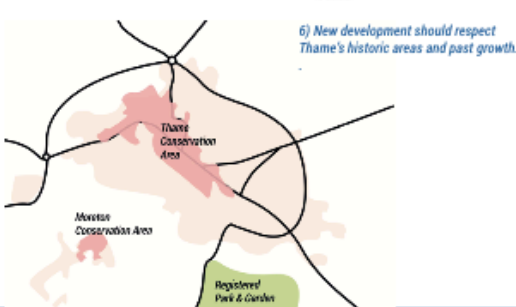 6) New development should respect
Thame's historic areas and past growth
.
Thame
Conservation
Area
Moreton
Conservation Area
Registered
Park & Garden